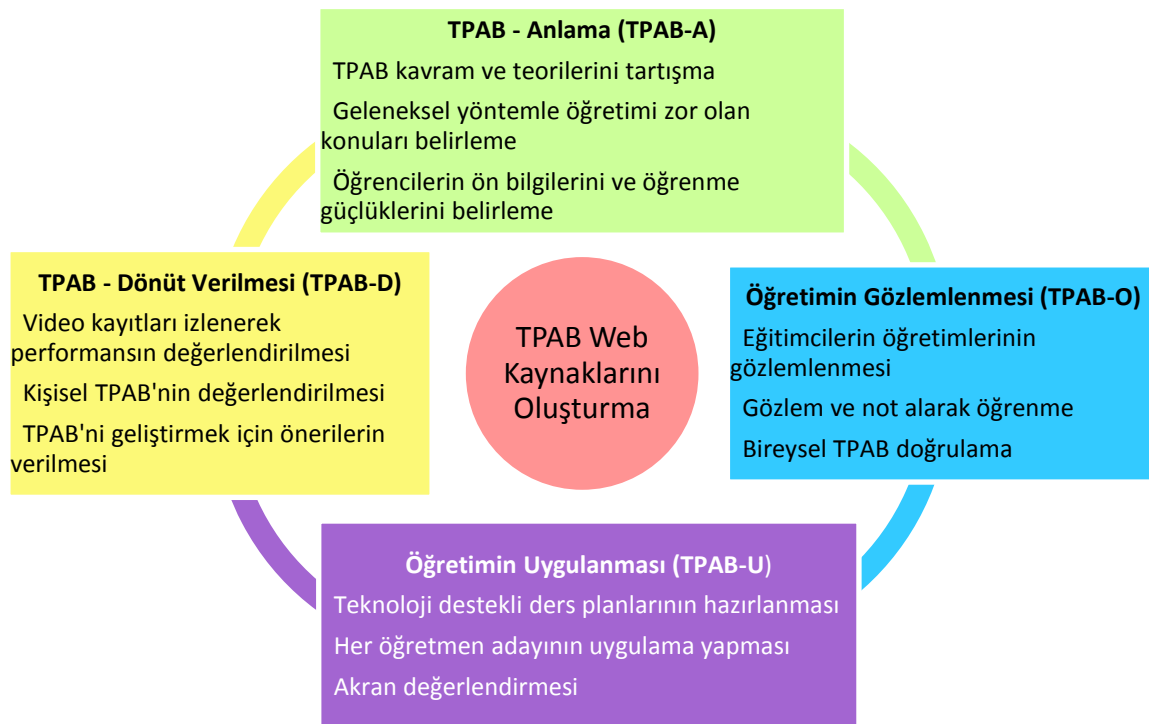 TPAB - Anlama (TPAB-A)
TPAB kavram ve teorilerini tartışma
Geleneksel yöntemle öğretimi zor olan
konuları belirleme
Öğrencilerin ön bilgilerini ve öğrenme
güçlüklerini belirleme
TPAB - Dönüt Verilmesi (TPAB-D)
Video kayıtları izlenerek
performansın değerlendirilmesi
Kişisel TPAB'nin değerlendirilmesi
TPAB'ni geliştirmek için önerilerin
verilmesi
TPAB Web
Kaynaklarını
Oluşturma
Öğretimin Gözlemlenmesi (TPAB-O)
Eğitimcilerin öğretimlerinin
gözlemlenmesi
Gözlem ve not alarak öğrenme
Bireysel TPAB doğrulama
Öğretimin Uygulanması (TPAB-U)
Teknoloji destekli ders planlarının hazırlanması
Her öğretmen adayının uygulama yapması
Akran değerlendirmesi